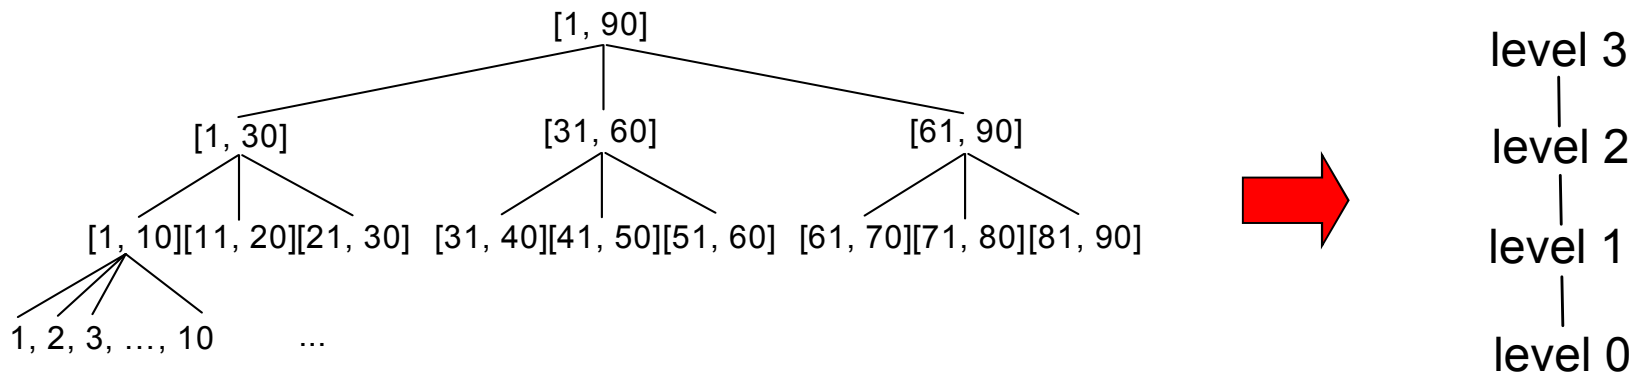 [1, 90]
[1, 30] [31, 60] [61, 90]
[1, 10][11, 20][21, 30] [31, 40][41, 50][51, 60] [61, 70][71, 80][81, 90]
1, 2, 3, ..., 10 ...
level 3
level 2
level 1
level 0